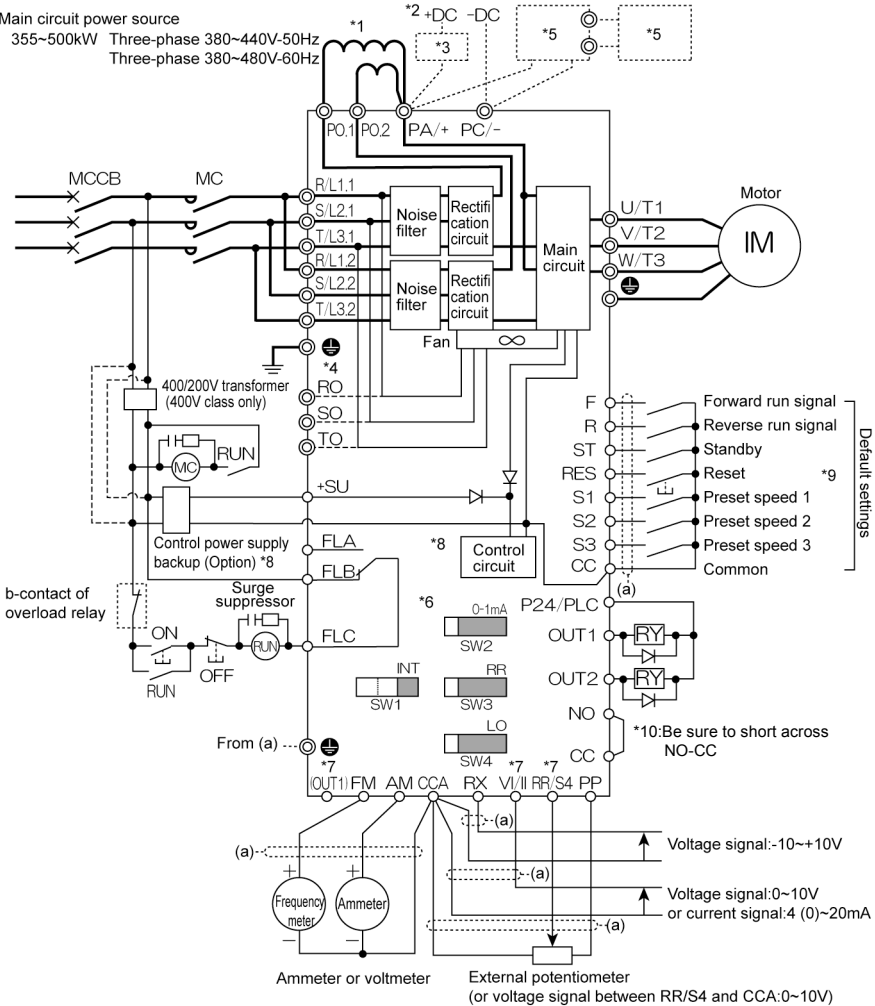 Main circuit power source
355~500kW Three-phase 380~440V-50Hz
Three-phase 380~480V-60Hz
*1
*2 +DC -DC
*3
*5
*5
PO.1 PO.2 PA/+ PC/-
MCCB
MC
R/L1.1
S/L2.1
T/L3.1
R/L1.2
S/L2.2
T/L3.2
Noise
filter
Rectifi
cation
circuit
Noise
filter
Rectifi
cation
circuit
Main
circuit
Fan
U/T1
V/T2
W/T3
Motor
IM
*4
RO
SO
TO
400/200V transformer
(400V class only)
MC
RUN
+SU
Control power supply
backup (Option) *8
FLA
FLB
FLC
*8
Control
circuit
b-contact of
overload relay
Surge
suppressor
ON
OFF
RUN
RUN
F Forward run signal
R Reverse run signal
ST Standby
RES Reset
S1 Preset speed 1
S2 Preset speed 2
S3 Preset speed 3
CC Common
*9
Default settings
(a)
*6
0-1mA
SW2
INT
SW1
RR
SW3
LO
SW4
P24/PLC
OUT1
RY
OUT2
RY
NO
CC
*10:Be sure to short across
NO-CC
From (a)
*7 *7 *7
(OUT1) FM AM CCA RX VI/II RR/S4 PP
(a)
(a)
(a)
(a)
+ +
Frequency
meter
Ammeter
- -
Ammeter or voltmeter
Voltage signal:-10~+10V
Voltage signal:0~10V
or current signal:4 (0)~20mA
External potentiometer
(or voltage signal between RR/S4 and CCA:0~10V)